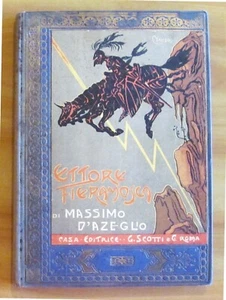 ETTORE
FIERAMOSCA
DI MASSIMO
D'AZEGLIO
CASA EDITRICE - G. SCOTTI & C. ROMA